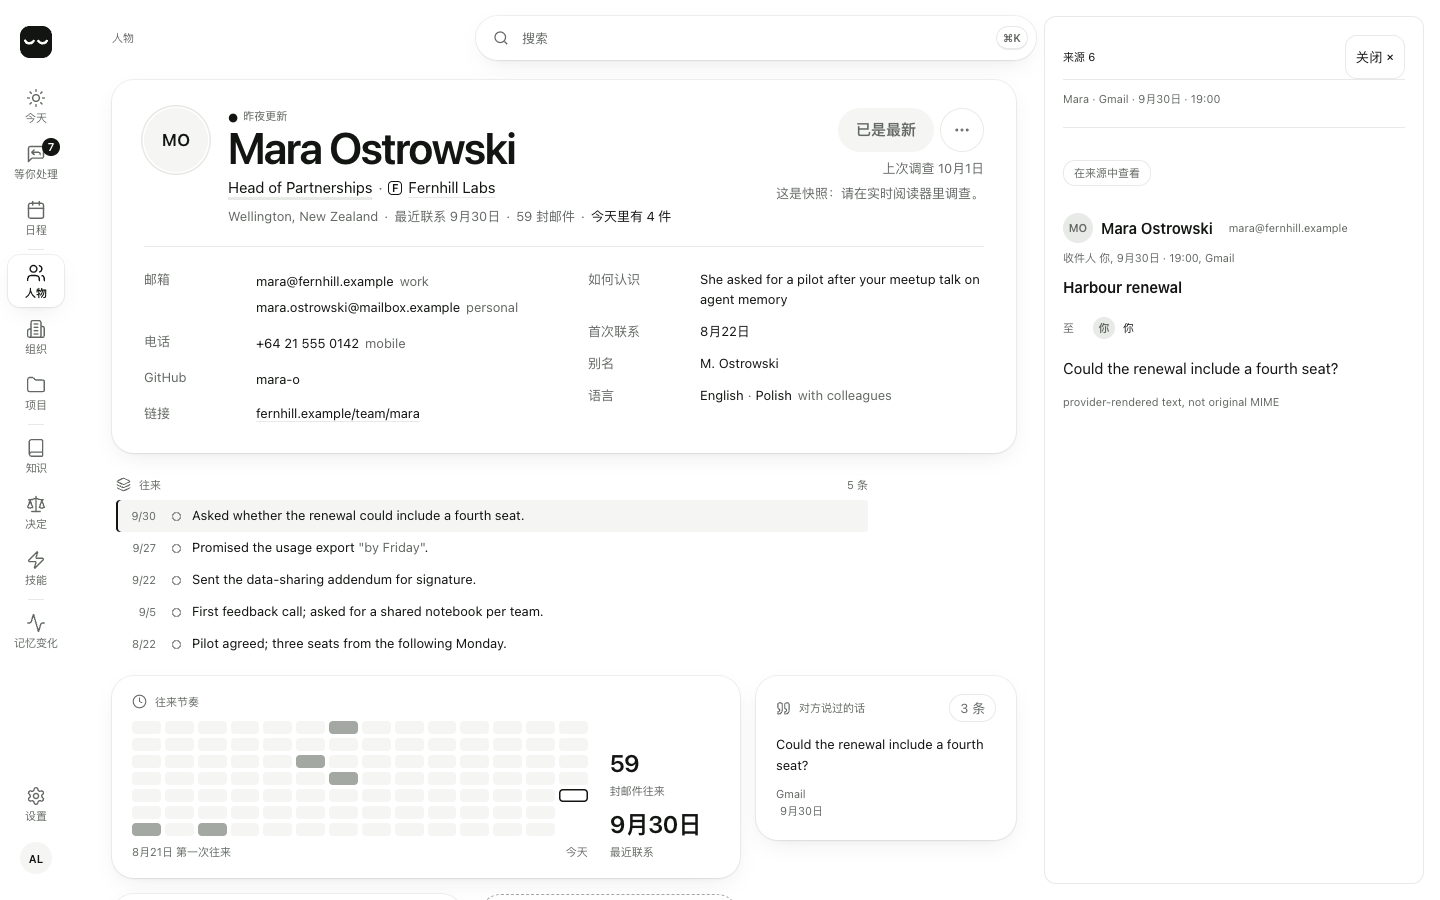 今天
7
等你处理
日程
人物
组织
项目
知识
决定
技能
记忆变化
设置
AL
人物
搜索
⌘K
MO
昨夜更新
Mara Ostrowski
Head of Partnerships · F Fernhill Labs
Wellington, New Zealand · 最近联系 9月30日 · 59 封邮件 · 今天里有 4 件
已是最新
···
上次调查 10月1日
这是快照：请在实时阅读器里调查。
邮箱
mara@fernhill.example work
mara.ostrowski@mailbox.example personal
电话
+64 21 555 0142 mobile
GitHub
mara-o
链接
fernhill.example/team/mara
如何认识
She asked for a pilot after your meetup talk on
agent memory
首次联系
8月22日
别名
M. Ostrowski
语言
English · Polish with colleagues
往来
5 条
9/30 Asked whether the renewal could include a fourth seat.
9/27 Promised the usage export "by Friday".
9/22 Sent the data-sharing addendum for signature.
9/5 First feedback call; asked for a shared notebook per team.
8/22 Pilot agreed; three seats from the following Monday.
往来节奏
8月21日 第一次往来
今天
59
封邮件往来
9月30日
最近联系
对方说过的话
3 条
Could the renewal include a fourth
seat?
Gmail
9月30日
来源 6
关闭 ×
Mara · Gmail · 9月30日 · 19:00
在来源中查看
MO
Mara Ostrowski mara@fernhill.example
收件人 你, 9月30日 · 19:00, Gmail
Harbour renewal
至 你 你
Could the renewal include a fourth seat?
provider-rendered text, not original MIME